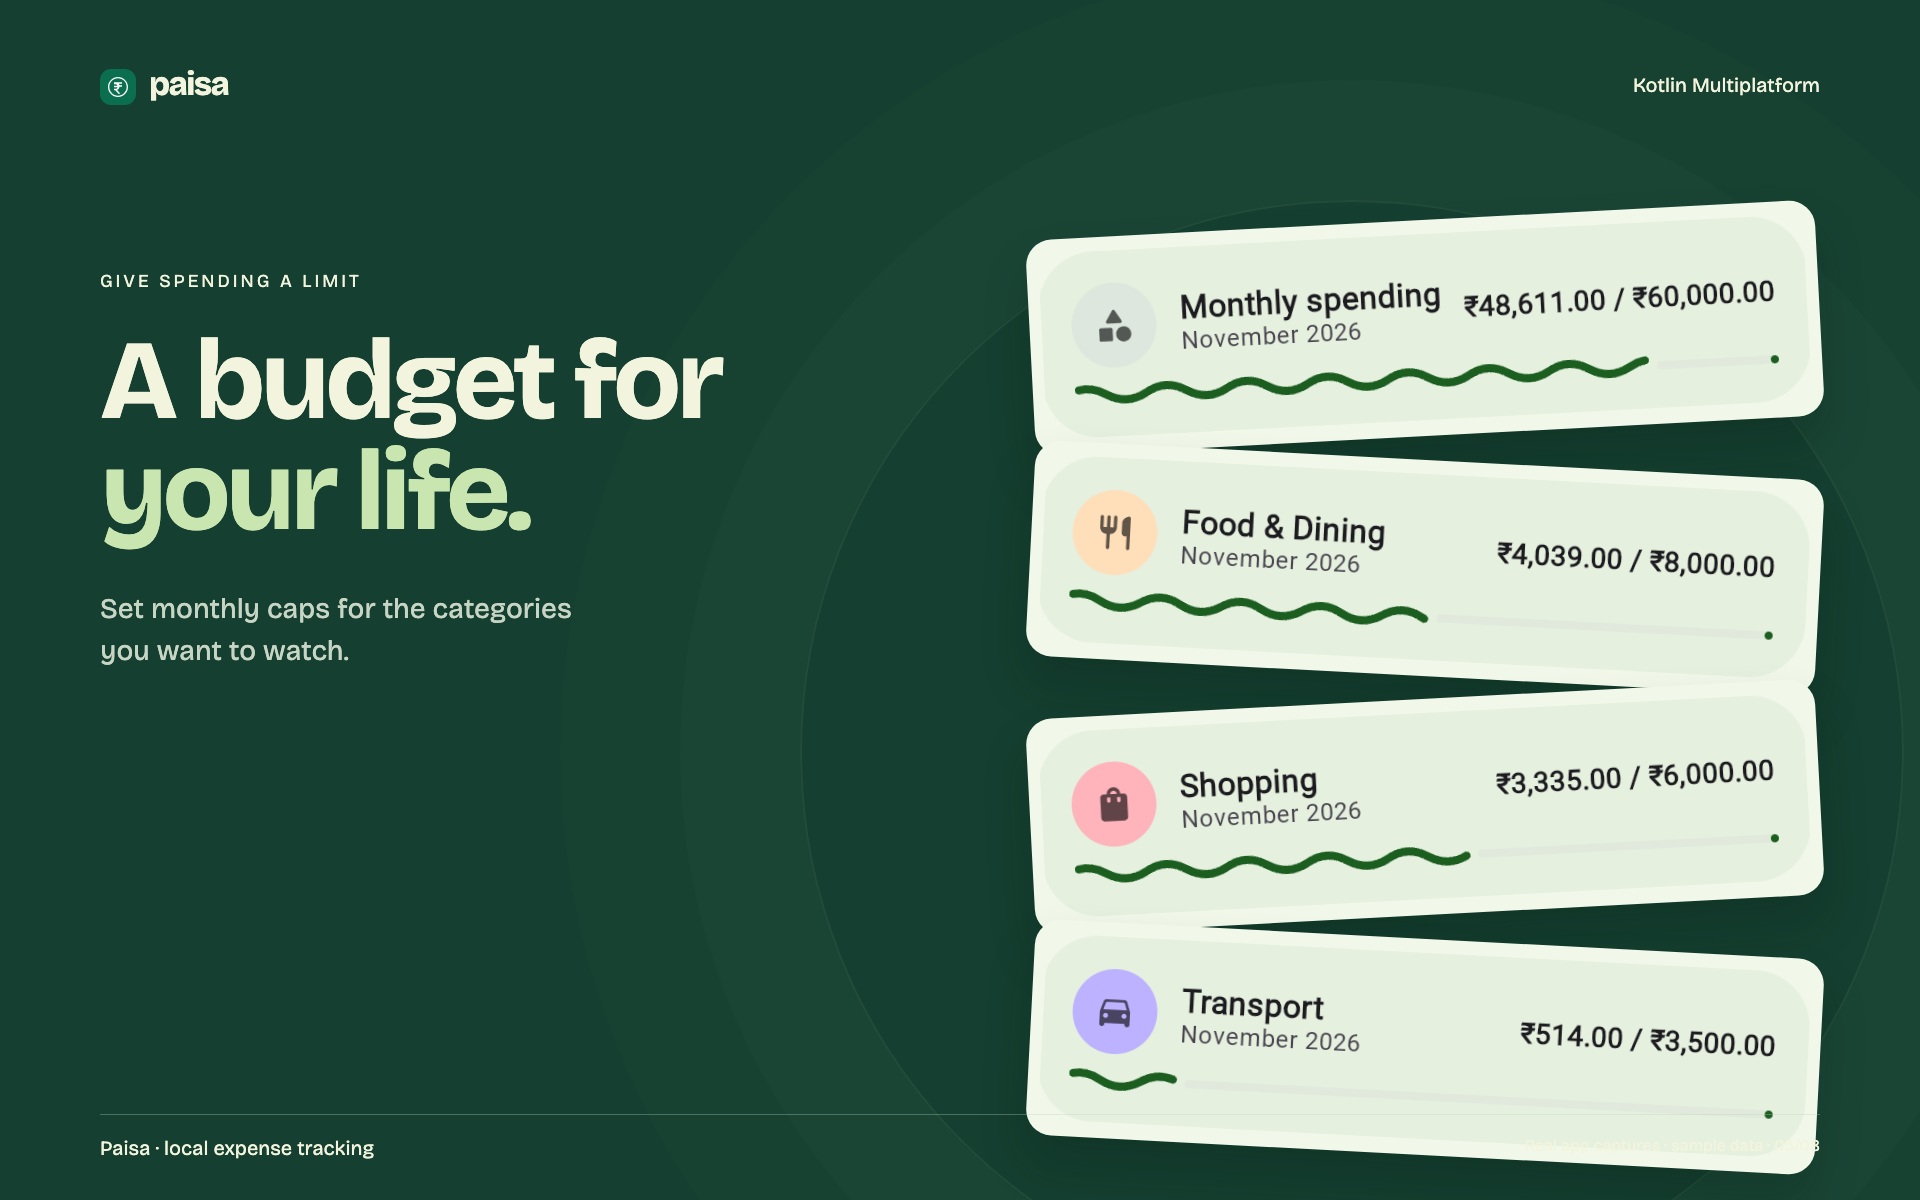 paisa
Kotlin Multiplatform
GIVE SPENDING A LIMIT
A budget for
your life.
Set monthly caps for the categories
you want to watch.
Monthly spending
₹48,611.00 / ₹60,000.00
November 2026
Food & Dining
₹4,039.00 / ₹8,000.00
November 2026
Shopping
₹3,335.00 / ₹6,000.00
November 2026
Transport
₹514.00 / ₹3,500.00
November 2026
Paisa · local expense tracking
captures · sample data